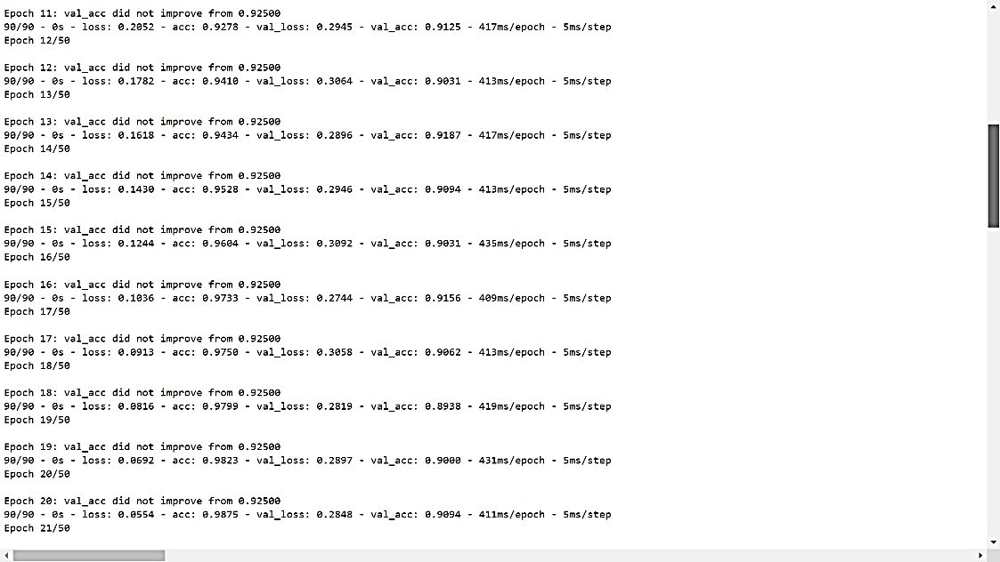 Epoch 11: val_acc did not improve from 0.92500
90/90 - 0s - loss: 0.2052 - acc: 0.9278 - val_loss: 0.2945 - val_acc: 0.9125 - 417ms/epoch - 5ms/step
Epoch 12/50
Epoch 12: val_acc did not improve from 0.92500
90/90 - 0s - loss: 0.1782 - acc: 0.9410 - val_loss: 0.3064 - val_acc: 0.9031 - 413ms/epoch - 5ms/step
Epoch 13/50
Epoch 13: val_acc did not improve from 0.92500
90/90 - 0s - loss: 0.1618 - acc: 0.9434 - val_loss: 0.2896 - val_acc: 0.9187 - 417ms/epoch - 5ms/step
Epoch 14/50
Epoch 14: val_acc did not improve from 0.92500
90/90 - 0s - loss: 0.1430 - acc: 0.9528 - val_loss: 0.2946 - val_acc: 0.9094 - 413ms/epoch - 5ms/step
Epoch 15/50
Epoch 15: val_acc did not improve from 0.92500
90/90 - 0s - loss: 0.1244 - acc: 0.9604 - val_loss: 0.3092 - val_acc: 0.9031 - 435ms/epoch - 5ms/step
Epoch 16/50
Epoch 16: val_acc did not improve from 0.92500
90/90 - 0s - loss: 0.1036 - acc: 0.9733 - val_loss: 0.2744 - val_acc: 0.9156 - 409ms/epoch - 5ms/step
Epoch 17/50
Epoch 17: val_acc did not improve from 0.92500
90/90 - 0s - loss: 0.0913 - acc: 0.9750 - val_loss: 0.3058 - val_acc: 0.9062 - 413ms/epoch - 5ms/step
Epoch 18/50
Epoch 18: val_acc did not improve from 0.92500
90/90 - 0s - loss: 0.0816 - acc: 0.9799 - val_loss: 0.2819 - val_acc: 0.8938 - 419ms/epoch - 5ms/step
Epoch 19/50
Epoch 19: val_acc did not improve from 0.92500
90/90 - 0s - loss: 0.0692 - acc: 0.9823 - val_loss: 0.2897 - val_acc: 0.9000 - 431ms/epoch - 5ms/step
Epoch 20/50
Epoch 20: val_acc did not improve from 0.92500
90/90 - 0s - loss: 0.0554 - acc: 0.9875 - val_loss: 0.2848 - val_acc: 0.9094 - 411ms/epoch - 5ms/step
Epoch 21/50